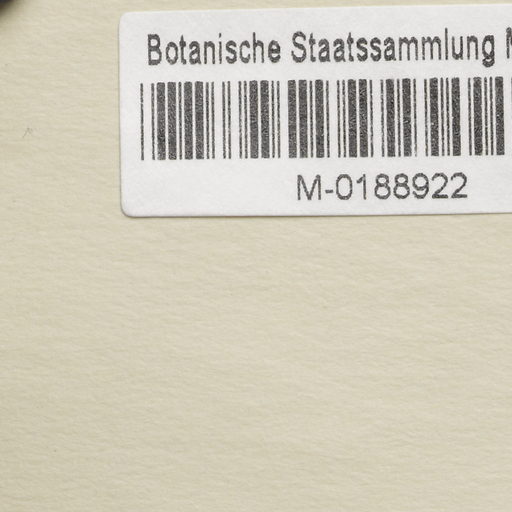 Botanische Staatssammlung
M-0188922